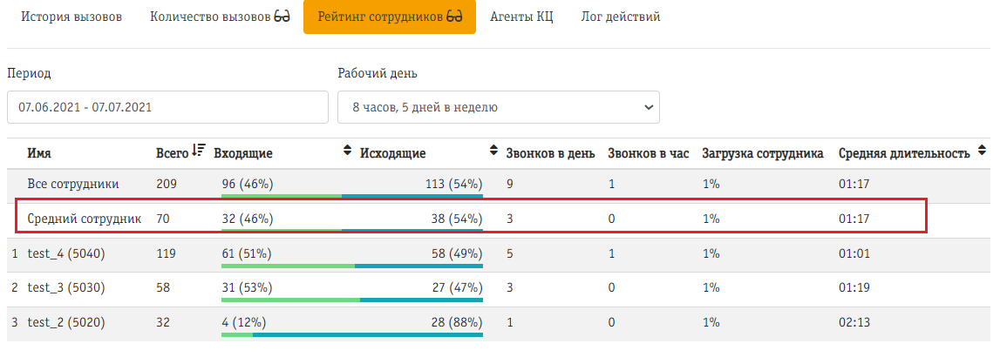 История вызовов Количество вызовов Рейтинг сотрудников Агенты КЦ Лог действий
Период Рабочий день
07.06.2021 - 07.07.2021 8 часов, 5 дней в неделю
Имя Всего Входящие Исходящие Звонков в день Звонков в час Загрузка сотрудника Средняя длительность
Все сотрудники 209 96 (46%) 113 (54%) 9 1 1% 01:17
Средний сотрудник 70 32 (46%) 38 (54%) 3 0 1% 01:17
1 test_4 (5040) 119 61 (51%) 58 (49%) 5 1 1% 01:01
2 test_3 (5030) 58 31 (53%) 27 (47%) 3 0 1% 01:19
3 test_2 (5020) 32 4 (12%) 28 (88%) 1 0 1% 02:13